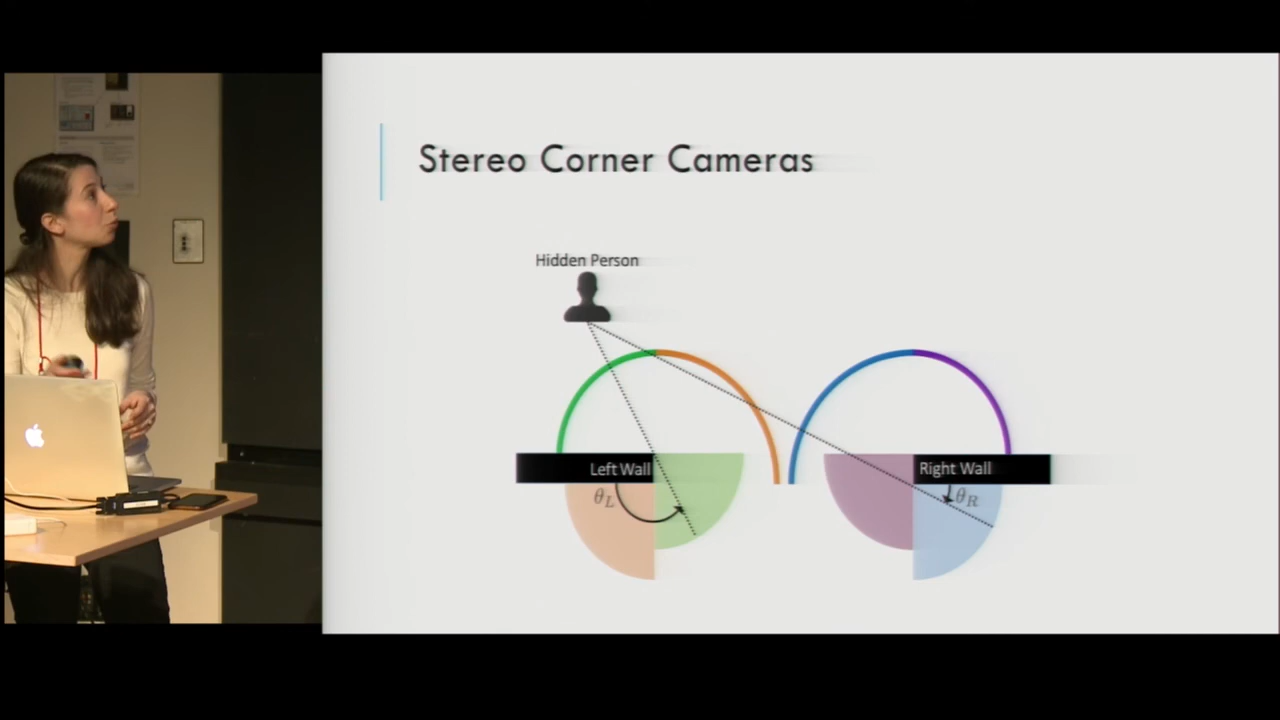 Stereo Corner Cameras
Hidden Person
Left Wall
Right Wall
θL
θR